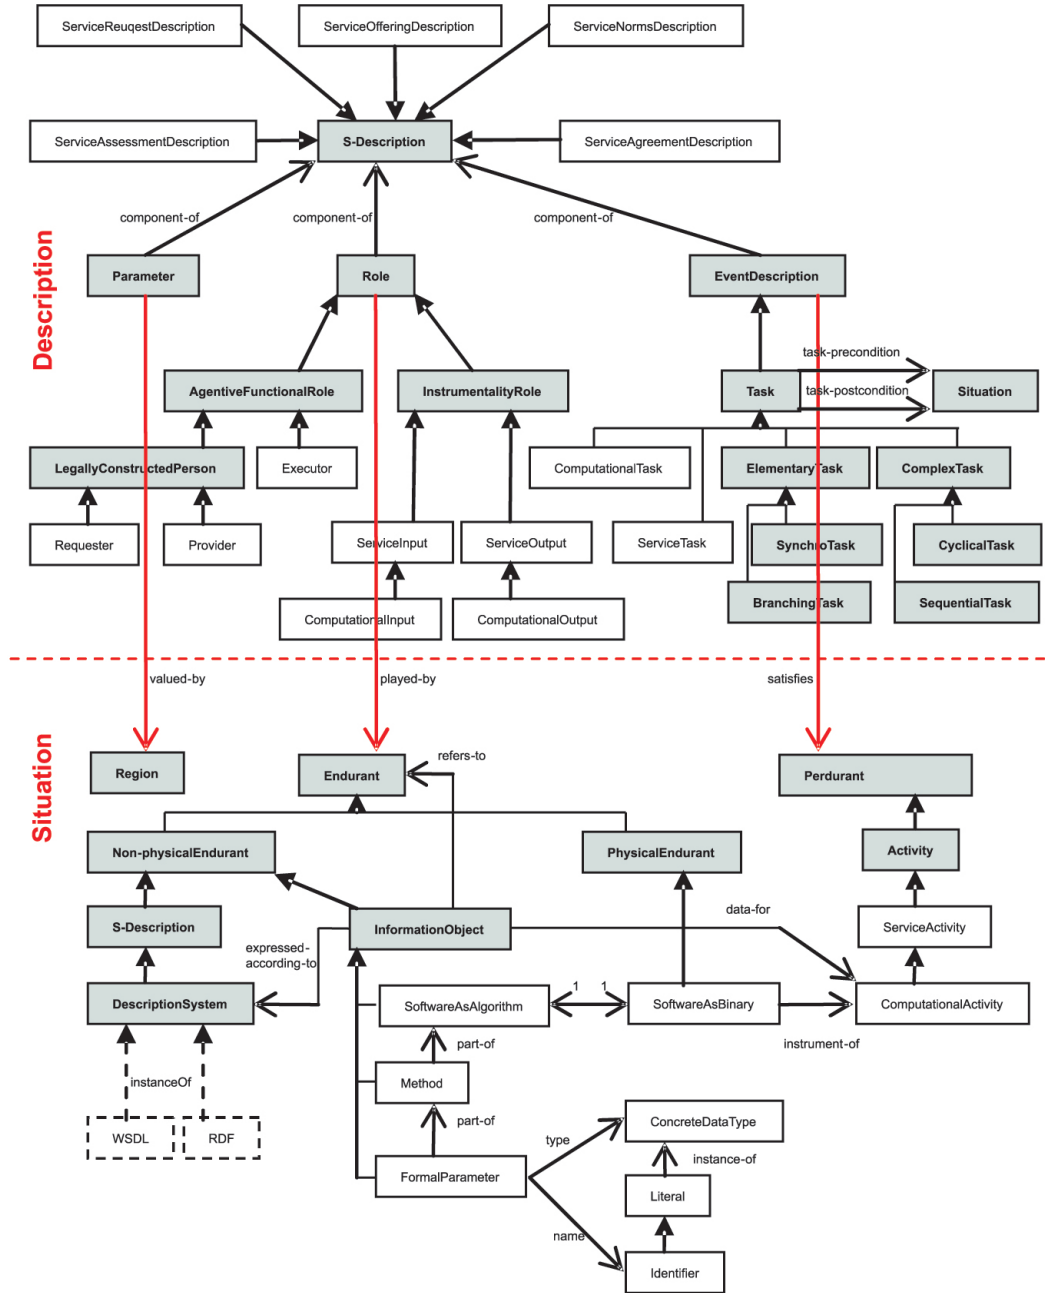 ServiceReuqestDescription
ServiceOfferingDescription
ServiceNormsDescription
ServiceAssessmentDescription
S-Description
ServiceAgreementDescription
component-of
component-of
component-of
Description
Parameter
Role
EventDescription
task-precondition
AgentiveFunctionalRole
InstrumentalityRole
Task
task-postcondition
Situation
LegallyConstructedPerson
Executor
ComputationalTask
ElementaryTask
ComplexTask
Requester
Provider
ServiceInput
ServiceOutput
ServiceTask
SynchroTask
CyclicalTask
ComputationalInput
ComputationalOutput
BranchingTask
SequentialTask
valued-by
played-by
satisfies
Situation
refers-to
Region
Endurant
Perdurant
Non-physicalEndurant
PhysicalEndurant
Activity
data-for
S-Description
InformationObject
ServiceActivity
expressed-
according-to
DescriptionSystem
SoftwareAsAlgorithm
1
1
SoftwareAsBinary
ComputationalActivity
part-of
instrument-of
instanceOf
Method
part-of
WSDL
RDF
type
ConcreteDataType
instance-of
FormalParameter
Literal
name
Identifier